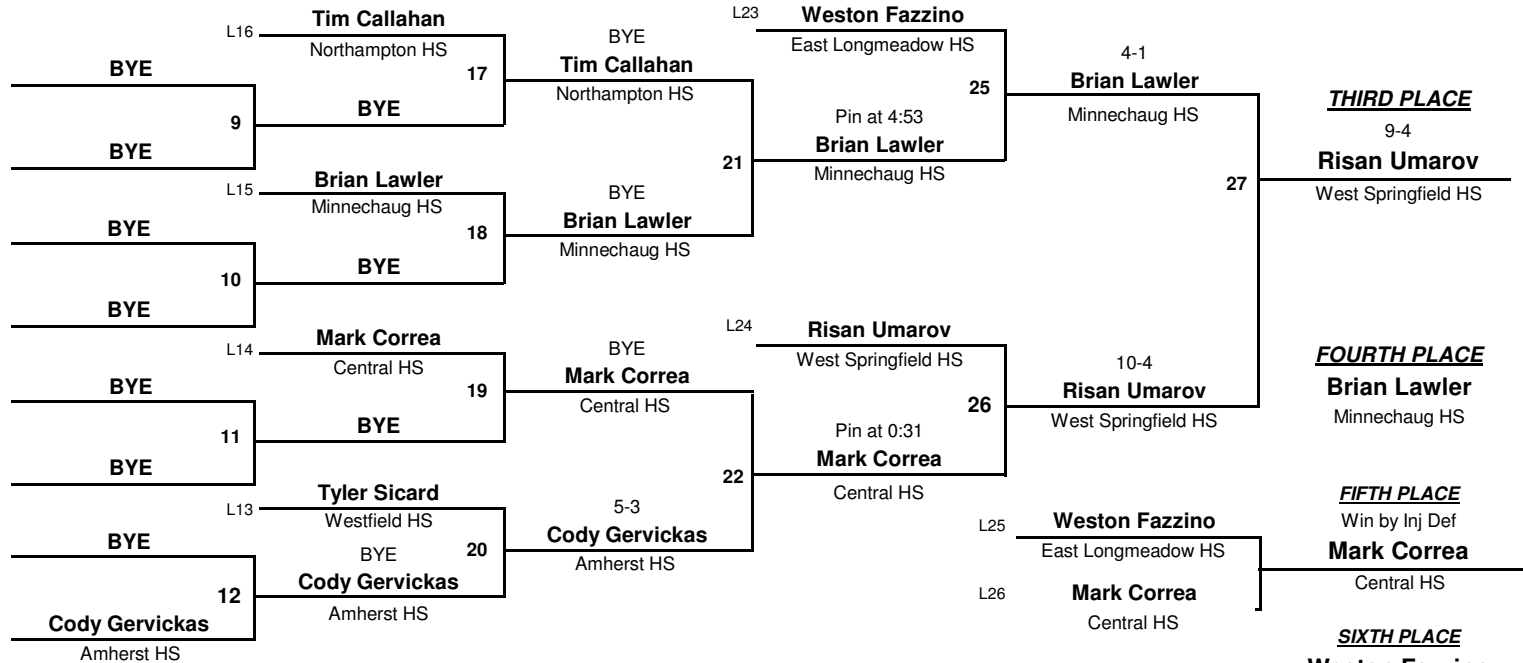 BYE
9
BYE
BYE
10
BYE
BYE
11
BYE
BYE
12
Cody Gervickas
Amherst HS
L16
Tim Callahan
Northampton HS
17
BYE
L15
Brian Lawler
Minnechaug HS
18
BYE
L14
Mark Correa
Central HS
19
BYE
L13
Tyler Sicard
Westfield HS
20
BYE
Cody Gervickas
Amherst HS
BYE
Tim Callahan
Northampton HS
21
BYE
Brian Lawler
Minnechaug HS
BYE
Mark Correa
Central HS
22
5-3
Cody Gervickas
Amherst HS
L23
Weston Fazzino
East Longmeadow HS
25
Pin at 4:53
Brian Lawler
Minnechaug HS
L24
Risan Umarov
West Springfield HS
26
Pin at 0:31
Mark Correa
Central HS
4-1
Brian Lawler
Minnechaug HS
27
10-4
Risan Umarov
West Springfield HS
L25
Weston Fazzino
East Longmeadow HS
L26
Mark Correa
Central HS
THIRD PLACE
9-4
Risan Umarov
West Springfield HS
FOURTH PLACE
Brian Lawler
Minnechaug HS
FIFTH PLACE
Win by Inj Def
Mark Correa
Central HS
SIXTH PLACE
Weston Fazzino